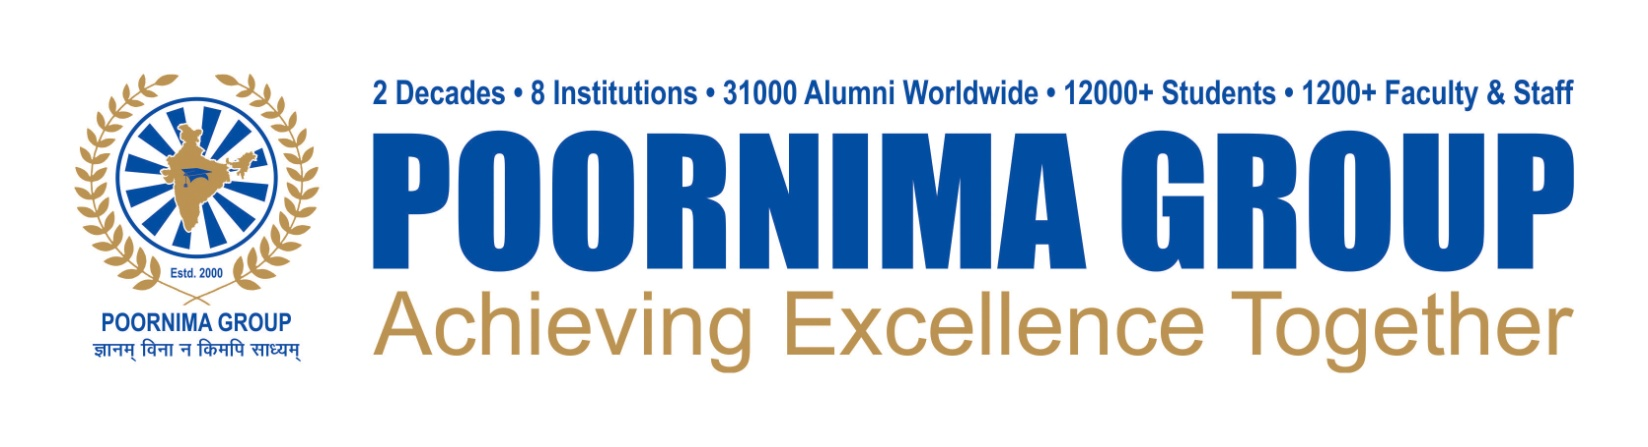 2 Decades • 8 Institutions • 31000 Alumni Worldwide • 12000+ Students • 1200+ Faculty & Staff
POORNIMA GROUP
Achieving Excellence Together
Estd. 2000
POORNIMA GROUP
ज्ञानम् विना न किमपि साध्यम्